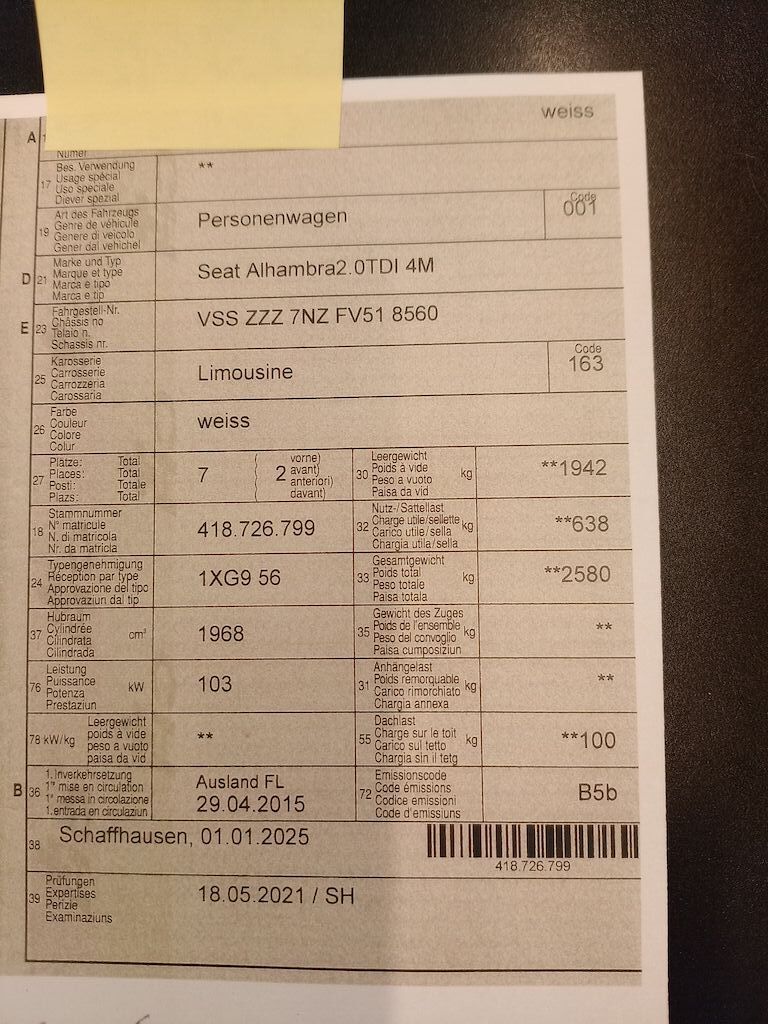 A
weiss
17 Bes. Verwendung
Usage spécial
Uso speciale
Diever spezial
**
19 Art des Fahrzeugs
Genre de véhicule
Genere di veicolo
Gener dal vehichel
Personenwagen
Code
001
D 21 Marke und Typ
Marque et type
Marca e tipo
Marca e tip
Seat Alhambra2.0TDI 4M
E 23 Fahrgestell-Nr.
Châssis no
Telaio n.
Schassis nr.
VSS ZZZ 7NZ FV51 8560
25 Karosserie
Carrosserie
Carrozzeria
Carossaria
Limousine
Code
163
26 Farbe
Couleur
Colore
Colur
weiss
27 Plätze: Total
Places: Total
Posti: Totale
Plazs: Total
7
2
vorne)
avant)
anteriori)
davant)
30 Leergewicht
Poids à vide
Peso a vuoto
Paisa da vid
kg
**1942
18 Stammnummer
N° matricule
N. di matricola
Nr. da matricla
418.726.799
32 Nutz-/Sattellast
Charge utile/sellette
Carico utile/sella
Chargia utila/sella
kg
**638
24 Typengenehmigung
Réception par type
Approvazione del tipo
Approvaziun dal tip
1XG9 56
33 Gesamtgewicht
Poids total
Peso totale
Paisa totala
kg
**2580
37 Hubraum
Cylindrée
Cilindrata
Cilindrada
cm³
1968
35 Gewicht des Zuges
Poids de l'ensemble
Peso del convoglio
Paisa cumposiziun
kg
**
76 Leistung
Puissance
Potenza
Prestaziun
kW
103
31 Anhängelast
Poids remorquable
Carico rimorchiato
Chargia annexa
kg
**
78 kW/kg
Leergewicht
poids à vide
peso a vuoto
paisa da vid
**
55 Dachlast
Charge sur le toit
Carico sul tetto
Chargia sin il tetg
kg
**100
B 36 1. Inverkehrsetzung
1re mise en circulation
1a messa in circolazione
1. entrada en circulaziun
Ausland FL
29.04.2015
72 Emissionscode
Code émissions
Codice emissioni
Code d'emissiuns
B5b
38 Schaffhausen, 01.01.2025
418.726.799
39 Prüfungen
Expertises
Perizie
Examinaziuns
18.05.2021 / SH